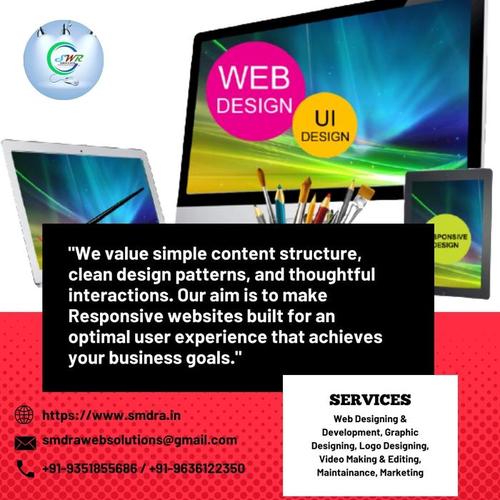 SWR
WEB
DESIGN
UI
DESIGN
DESIGN
"We value simple content structure,
clean design patterns, and thoughtful
interactions. Our aim is to make
Responsive websites built for an
optimal user experience that achieves
your business goals."
SERVICES
Web Designing &
Development, Graphic
Designing, Logo Designing,
Video Making & Editing,
Maintainance, Marketing
https://www.smdra.in
smdrawebsolutions@gmail.com
+91-9351855686 / +91-9636122350